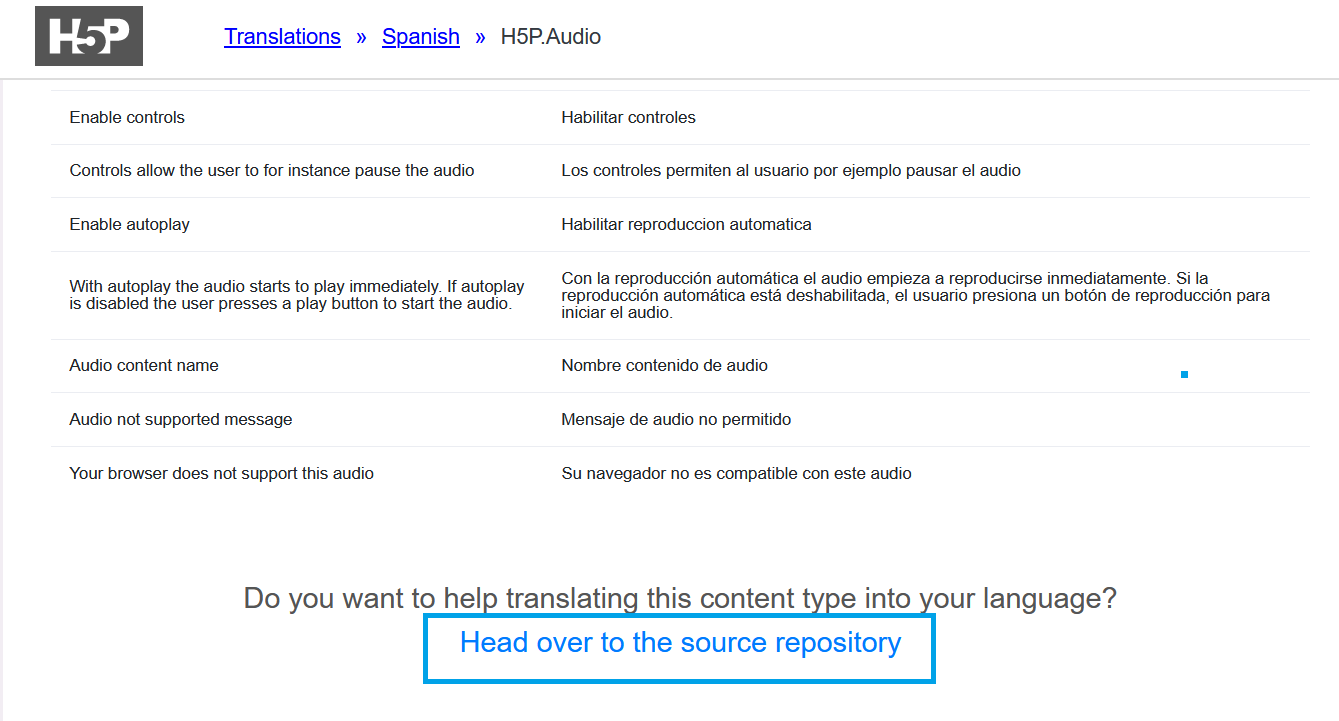 H5P
Translations » Spanish » H5P.Audio
Enable controls
Habilitar controles
Controls allow the user to for instance pause the audio
Los controles permiten al usuario por ejemplo pausar el audio
Enable autoplay
Habilitar reproduccion automatica
With autoplay the audio starts to play immediately. If autoplay
is disabled the user presses a play button to start the audio.
Con la reproducción automática el audio empieza a reproducirse inmediatamente. Si la
reproducción automática está deshabilitada, el usuario presiona un botón de reproducción para
iniciar el audio.
Audio content name
Nombre contenido de audio
Audio not supported message
Mensaje de audio no permitido
Your browser does not support this audio
Su navegador no es compatible con este audio
Do you want to help translating this content type into your language?
Head over to the source repository